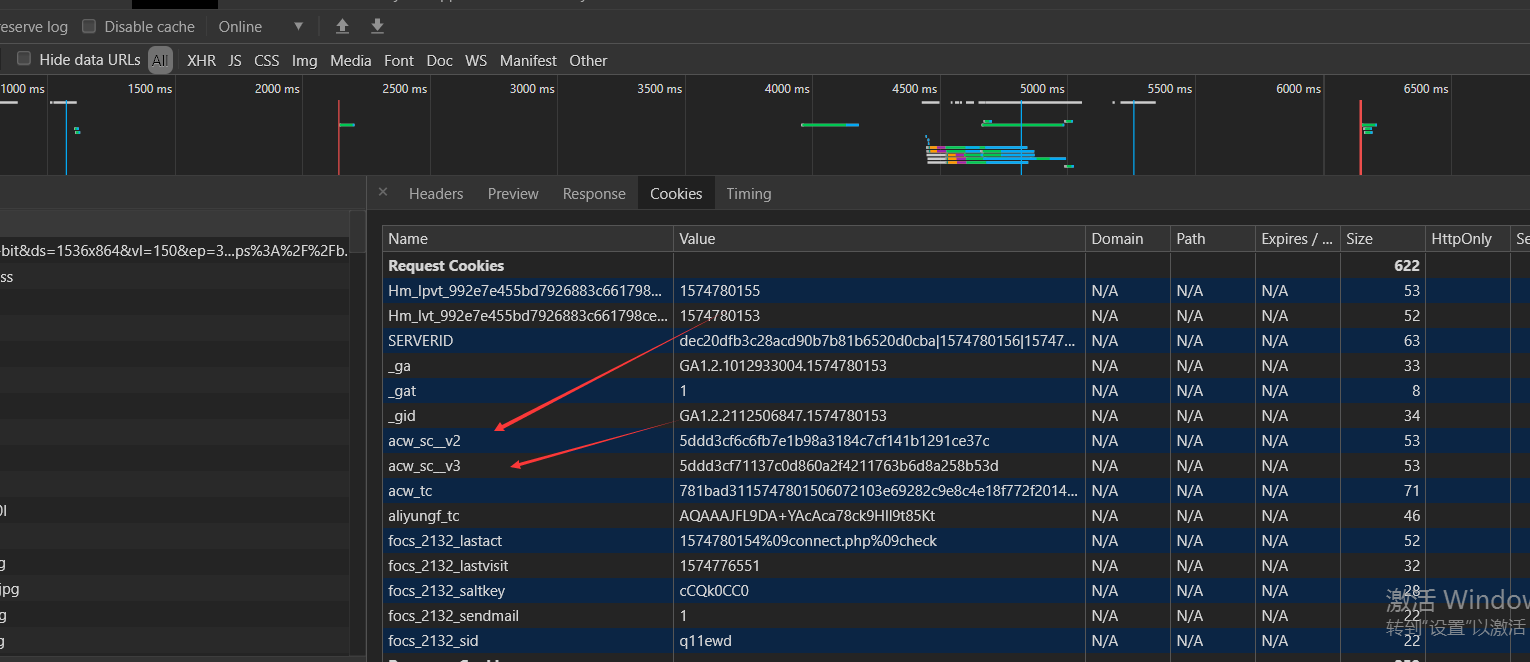 reserve log Disable cache Online
Hide data URLs All XHR JS CSS Img Media Font Doc WS Manifest Other
1000 ms 1500 ms 2000 ms 2500 ms 3000 ms 3500 ms 4000 ms 4500 ms 5000 ms 5500 ms 6000 ms 6500 ms
× Headers Preview Response Cookies Timing
bit&ds=1536x864&vl=150&ep=3...ps%3A%2F%2Fb.
ss
0l
g
jpg
g
g
Name Value Domain Path Expires / ... Size HttpOnly Se
Request Cookies 622
Hm_lpvt_992e7e455bd7926883c661798... 1574780155 N/A N/A N/A 53
Hm_lvt_992e7e455bd7926883c661798ce... 1574780153 N/A N/A N/A 52
SERVERID dec20dfb3c28acd90b7b81b6520d0cba|1574780156|15747... N/A N/A N/A 63
_ga GA1.2.1012933004.1574780153 N/A N/A N/A 33
_gat 1 N/A N/A N/A 8
_gid GA1.2.2112506847.1574780153 N/A N/A N/A 34
acw_sc__v2 5ddd3cf6c6fb7e1b98a3184c7cf141b1291ce37c N/A N/A N/A 53
acw_sc__v3 5ddd3cf71137c0d860a2f4211763b6d8a258b53d N/A N/A N/A 53
acw_tc 781bad3115747801506072103e69282c9e8c4e18f772f2014... N/A N/A N/A 71
aliyungf_tc AQAAAJFL9DA+YAcAca78ck9HIl9t85Kt N/A N/A N/A 46
focs_2132_lastact 1574780154%09connect.php%09check N/A N/A N/A 52
focs_2132_lastvisit 1574776551 N/A N/A N/A 32
focs_2132_saltkey cCQk0CC0 N/A N/A N/A 28
focs_2132_sendmail 1 N/A N/A N/A 22
focs_2132_sid q11ewd N/A N/A N/A 22
激活 Window
转到"设置"以激活